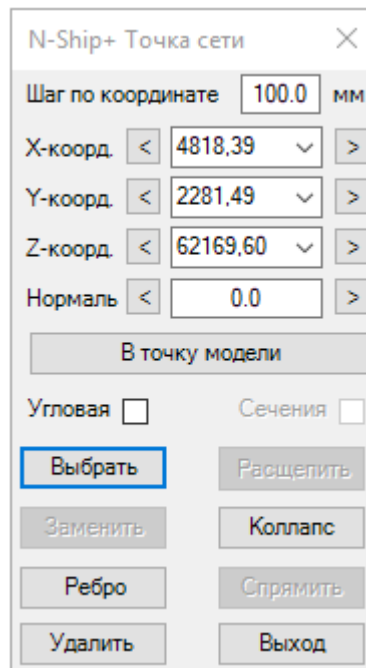 N-Ship+ Точка сети
Шаг по координате 100.0 мм
X-коорд. < 4818,39 >
Y-коорд. < 2281,49 >
Z-коорд. < 62169,60 >
Нормаль < 0.0 >
В точку модели
Угловая Сечения
Выбрать Расщепить
Заменить Коллапс
Ребро Спрямить
Удалить Выход